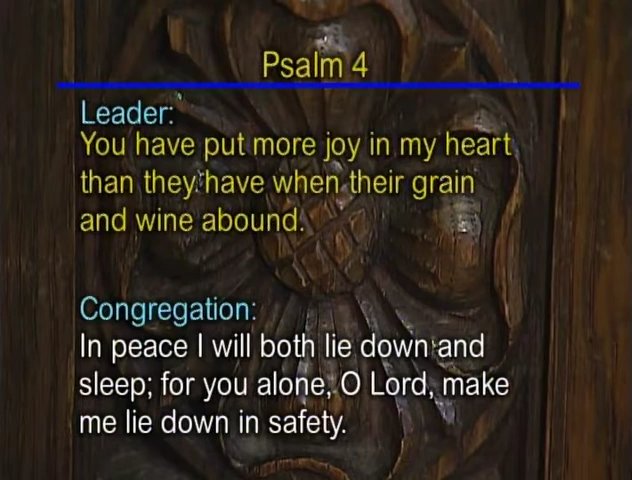 Psalm 4
Leader:
You have put more joy in my heart
than they have when their grain
and wine abound.
Congregation:
In peace I will both lie down and
sleep; for you alone, O Lord, make
me lie down in safety.